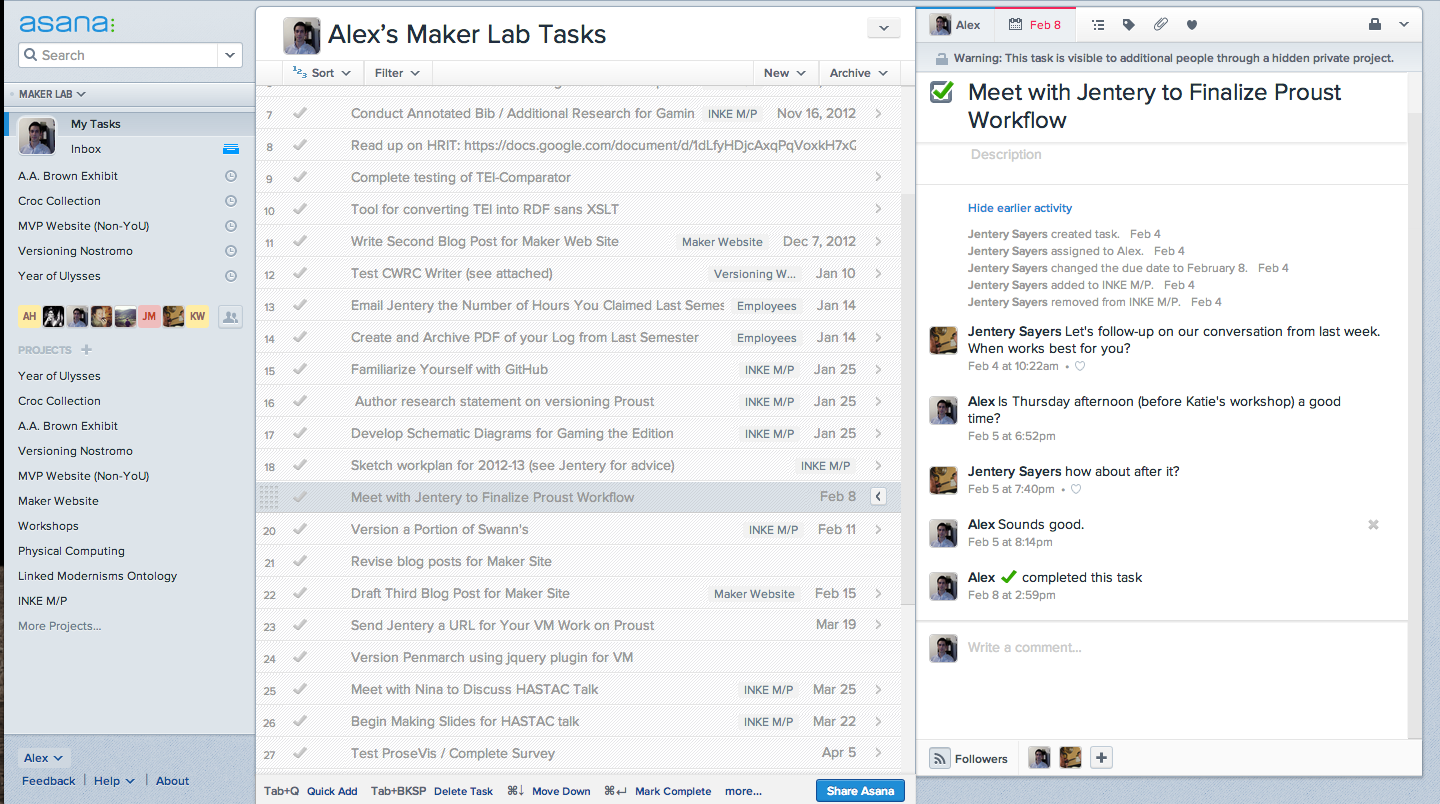 asana:
Search
MAKER LAB
My Tasks
Inbox
A.A. Brown Exhibit
Croc Collection
MVP Website (Non-YoU)
Versioning Nostromo
Year of Ulysses
AH JM KW
PROJECTS +
Year of Ulysses
Croc Collection
A.A. Brown Exhibit
Versioning Nostromo
MVP Website (Non-YoU)
Maker Website
Workshops
Physical Computing
Linked Modernisms Ontology
INKE M/P
More Projects...
Alex
Feedback | Help | About
Alex's Maker Lab Tasks
123 Sort Filter New Archive
7 Conduct Annotated Bib / Additional Research for Gamin INKE M/P Nov 16, 2012
8 Read up on HRIT: https://docs.google.com/document/d/1dLfyHDjcAxqPqVoxkH7xC
9 Complete testing of TEI-Comparator
10 Tool for converting TEI into RDF sans XSLT
11 Write Second Blog Post for Maker Web Site Maker Website Dec 7, 2012
12 Test CWRC Writer (see attached) Versioning W... Jan 10
13 Email Jentery the Number of Hours You Claimed Last Semes Employees Jan 14
14 Create and Archive PDF of your Log from Last Semester Employees Jan 14
15 Familiarize Yourself with GitHub INKE M/P Jan 25
16 Author research statement on versioning Proust INKE M/P Jan 25
17 Develop Schematic Diagrams for Gaming the Edition INKE M/P Jan 25
18 Sketch workplan for 2012-13 (see Jentery for advice) INKE M/P
Meet with Jentery to Finalize Proust Workflow Feb 8
20 Version a Portion of Swann's INKE M/P Feb 11
21 Revise blog posts for Maker Site
22 Draft Third Blog Post for Maker Site Maker Website Feb 15
23 Send Jentery a URL for Your VM Work on Proust Mar 19
24 Version Penmarch using jquery plugin for VM
25 Meet with Nina to Discuss HASTAC Talk INKE M/P Mar 25
26 Begin Making Slides for HASTAC talk INKE M/P Mar 22
27 Test ProseVis / Complete Survey Apr 5
Tab+Q Quick Add Tab+BKSP Delete Task ⌘↓ Move Down ⌘↵ Mark Complete more... Share Asana
Alex Feb 8
Warning: This task is visible to additional people through a hidden private project.
Meet with Jentery to Finalize Proust
Workflow
Description
Hide earlier activity
Jentery Sayers created task. Feb 4
Jentery Sayers assigned to Alex. Feb 4
Jentery Sayers changed the due date to February 8. Feb 4
Jentery Sayers added to INKE M/P. Feb 4
Jentery Sayers removed from INKE M/P. Feb 4
Jentery Sayers Let's follow-up on our conversation from last week.
When works best for you?
Feb 4 at 10:22am •
Alex Is Thursday afternoon (before Katie's workshop) a good
time?
Feb 5 at 6:52pm
Jentery Sayers how about after it?
Feb 5 at 7:40pm •
Alex Sounds good.
Feb 5 at 8:14pm
Alex ✓ completed this task
Feb 8 at 2:59pm
Write a comment...
Followers +